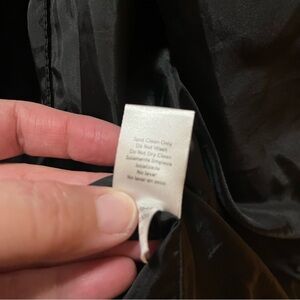 Spot Clean Only
Do Not Wash
Do Not Dry Clean
Solamente limpieza
localizada
No lavar
No lavar en seco